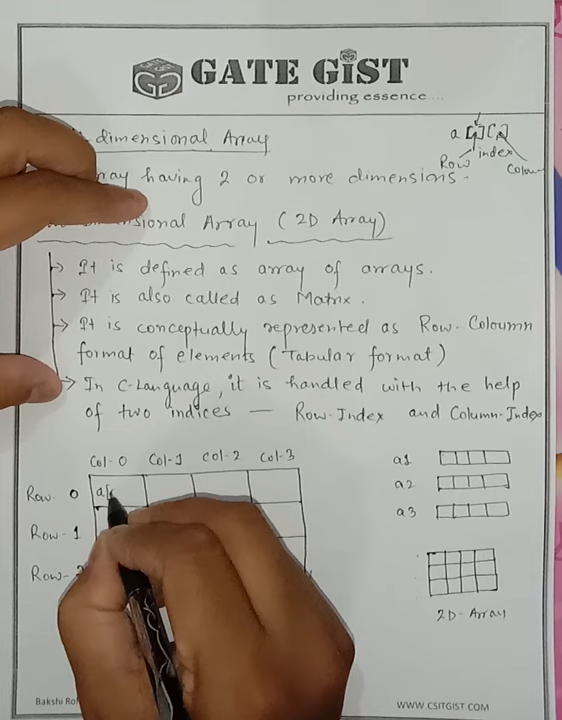 GATE GIST
providing essence....
dimensional Array
a [ ] [ ]
Row index Colou
having 2 or more dimensions.
Array (2D Array)
→ It is defined as array of arrays.
→ It is also called as Matrix.
→ It is conceptually represented as Row-Coloumn
format of elements (Tabular format)
→ In C-Language, it is handled with the help
of two indices — Row-Index and Column-Index
Col-0 Col-1 Col-2 Col-3
Row- 0 a[
Row-1
Row-
a1
a2
a3
2D-Array
Bakshi
WWW.CSITGIST.COM